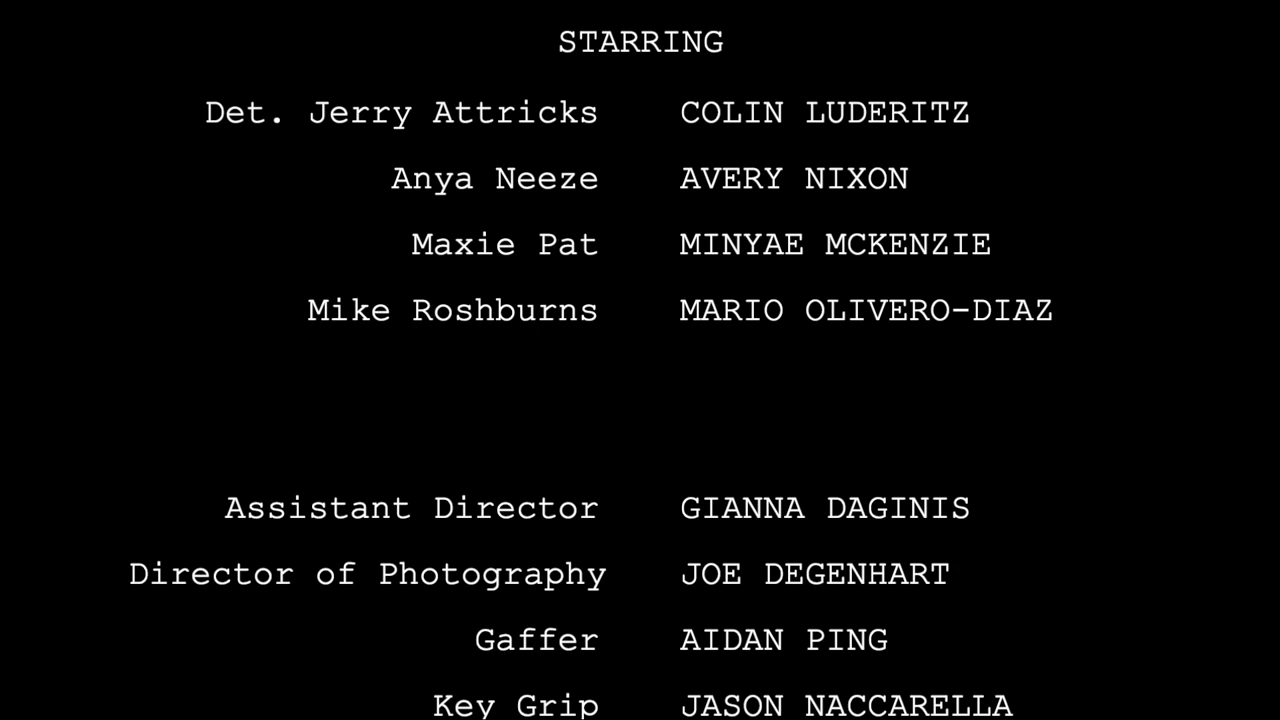 STARRING
Det. Jerry Attricks COLIN LUDERITZ
Anya Neeze AVERY NIXON
Maxie Pat MINYAE MCKENZIE
Mike Roshburns MARIO OLIVERO-DIAZ
Assistant Director GIANNA DAGINIS
Director of Photography JOE DEGENHART
Gaffer AIDAN PING
Key Grip JASON NACCARELLA